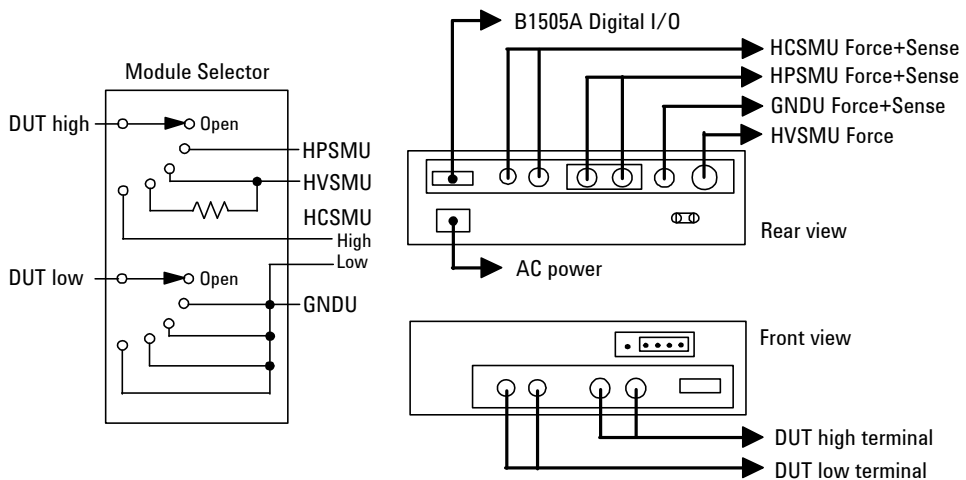 Module Selector
DUT high
Open
HPSMU
HVSMU
HCSMU
High
Low
DUT low
Open
GNDU
B1505A Digital I/O
HCSMU Force+Sense
HPSMU Force+Sense
GNDU Force+Sense
HVSMU Force
Rear view
AC power
Front view
DUT high terminal
DUT low terminal